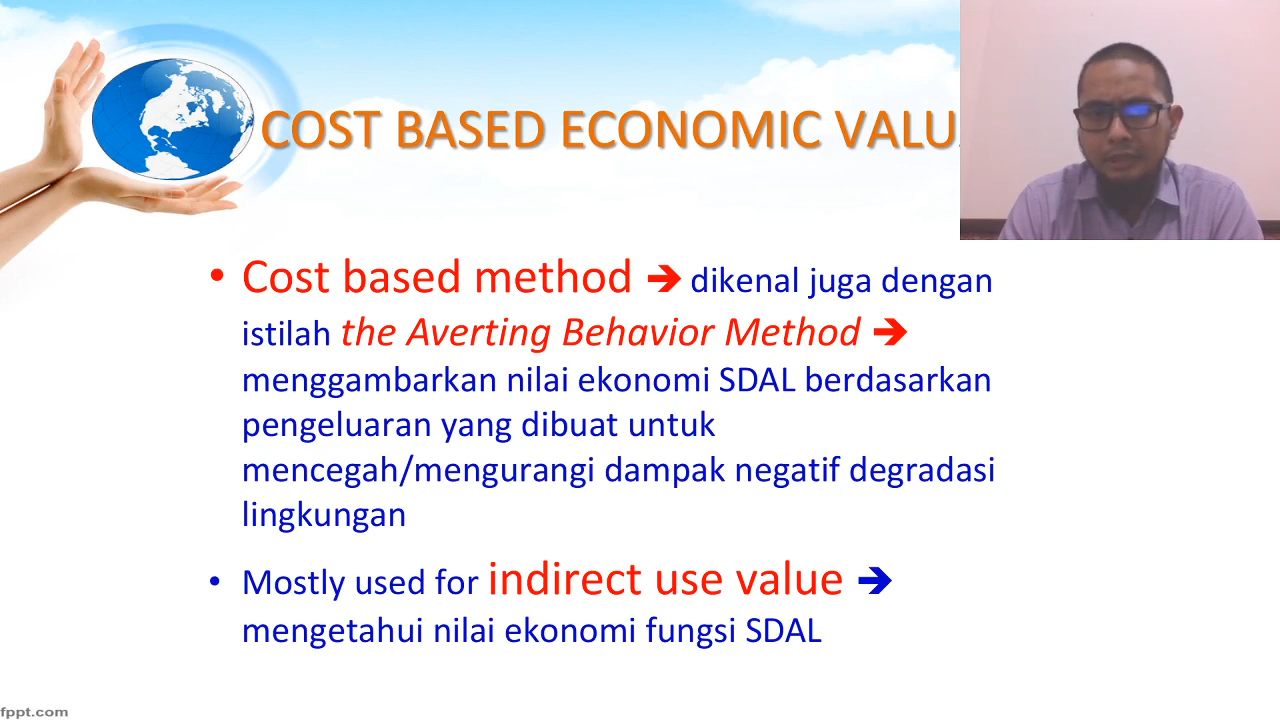 COST BASED ECONOMIC VALU
• Cost based method ➔ dikenal juga dengan
istilah the Averting Behavior Method ➔
menggambarkan nilai ekonomi SDAL berdasarkan
pengeluaran yang dibuat untuk
mencegah/mengurangi dampak negatif degradasi
lingkungan
• Mostly used for indirect use value ➔
mengetahui nilai ekonomi fungsi SDAL
fppt.com